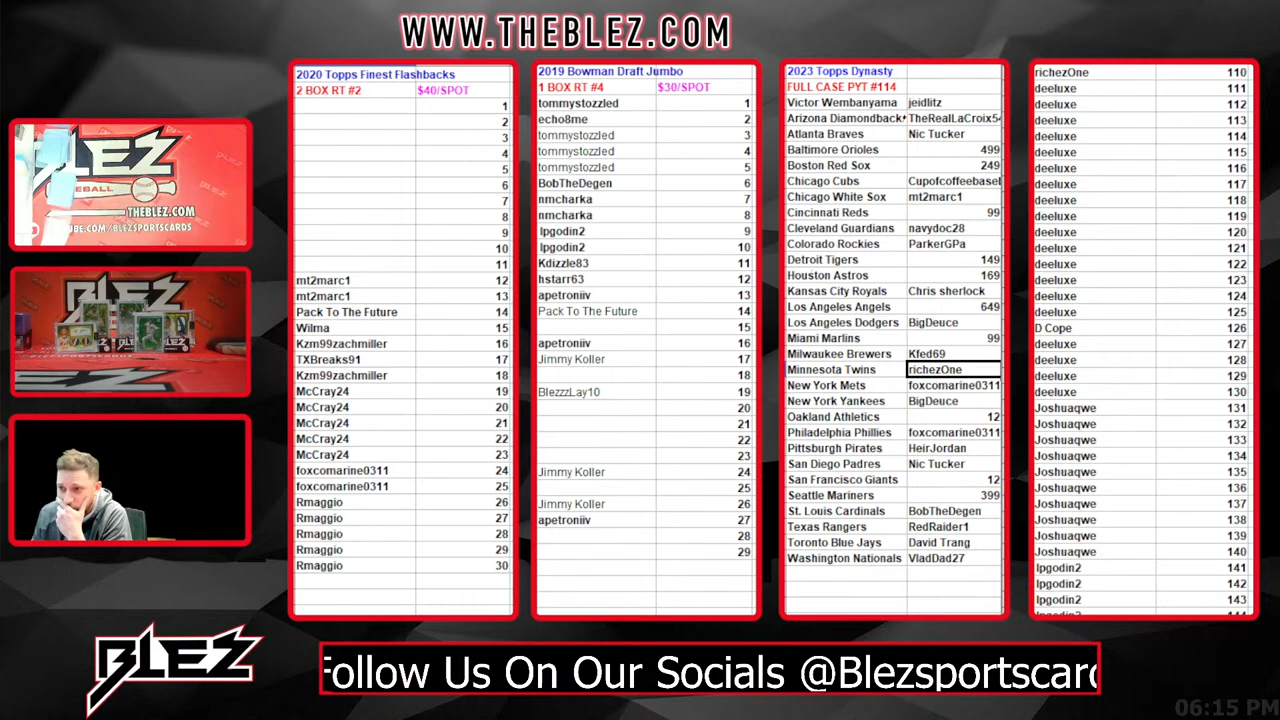 WWW.THEBLEZ.COM
BLEZ
BASEBALL
THEBLEZ.COM
UBE.COM/BLEZSPORTSCARDS
2020 Topps Finest Flashbacks
2 BOX RT #2 $40/SPOT
1
2
3
4
5
6
7
8
9
10
11
mt2marc1 12
mt2marc1 13
Pack To The Future 14
Wilma 15
Kzm99zachmiller 16
TXBreaks91 17
Kzm99zachmiller 18
McCray24 19
McCray24 20
McCray24 21
McCray24 22
McCray24 23
foxcomarine0311 24
foxcomarine0311 25
Rmaggio 26
Rmaggio 27
Rmaggio 28
Rmaggio 29
Rmaggio 30
2019 Bowman Draft Jumbo
1 BOX RT #4 $30/SPOT
tommystozzled 1
echo8me 2
tommystozzled 3
tommystozzled 4
tommystozzled 5
BobTheDegen 6
nmcharka 7
nmcharka 8
lpgodin2 9
lpgodin2 10
Kdizzle83 11
hstarr63 12
apetroniiv 13
Pack To The Future 14
15
apetroniiv 16
Jimmy Koller 17
18
BlezzzLay10 19
20
21
22
23
Jimmy Koller 24
25
Jimmy Koller 26
apetroniiv 27
28
29
2023 Topps Dynasty
FULL CASE PYT #114
Victor Wembanyama jeidlitz
Arizona Diamondback TheRealLaCroix54
Atlanta Braves Nic Tucker
Baltimore Orioles 499
Boston Red Sox 249
Chicago Cubs Cupofcoffeebasel
Chicago White Sox mt2marc1
Cincinnati Reds 99
Cleveland Guardians navydoc28
Colorado Rockies ParkerGPa
Detroit Tigers 149
Houston Astros 169
Kansas City Royals Chris sherlock
Los Angeles Angels 649
Los Angeles Dodgers BigDeuce
Miami Marlins 99
Milwaukee Brewers Kfed69
Minnesota Twins richezOne
New York Mets foxcomarine0311
New York Yankees BigDeuce
Oakland Athletics 12
Philadelphia Phillies foxcomarine0311
Pittsburgh Pirates HeirJordan
San Diego Padres Nic Tucker
San Francisco Giants 12
Seattle Mariners 399
St. Louis Cardinals BobTheDegen
Texas Rangers RedRaider1
Toronto Blue Jays David Trang
Washington Nationals VladDad27
richezOne 110
deeluxe 111
deeluxe 112
deeluxe 113
deeluxe 114
deeluxe 115
deeluxe 116
deeluxe 117
deeluxe 118
deeluxe 119
deeluxe 120
deeluxe 121
deeluxe 122
deeluxe 123
deeluxe 124
deeluxe 125
D Cope 126
deeluxe 127
deeluxe 128
deeluxe 129
deeluxe 130
Joshuaqwe 131
Joshuaqwe 132
Joshuaqwe 133
Joshuaqwe 134
Joshuaqwe 135
Joshuaqwe 136
Joshuaqwe 137
Joshuaqwe 138
Joshuaqwe 139
Joshuaqwe 140
lpgodin2 141
lpgodin2 142
lpgodin2 143
lpgodin2 144
BLEZ
Follow Us On Our Socials @Blezsportscard
06:15 PM